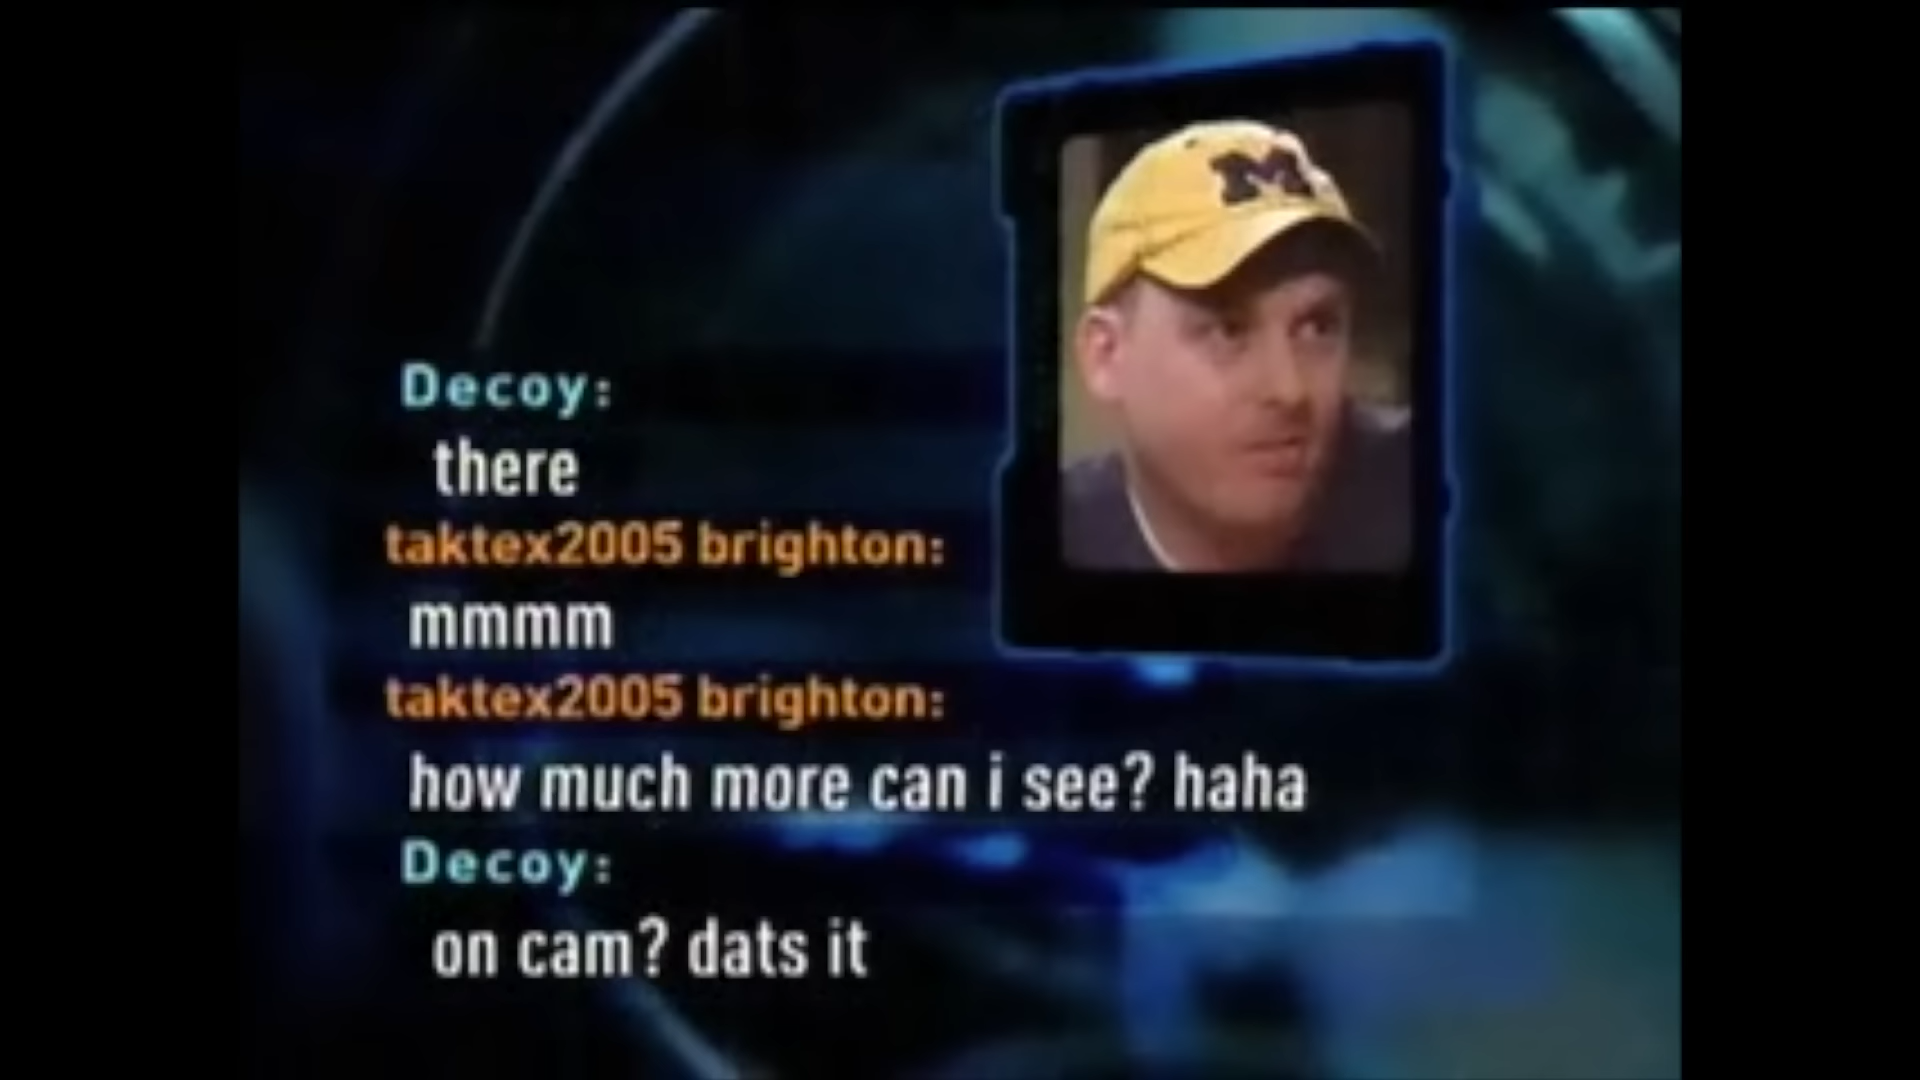 M
Decoy:
there
taktex2005 brighton:
mmmm
taktex2005 brighton:
how much more can i see? haha
Decoy:
on cam? dats it